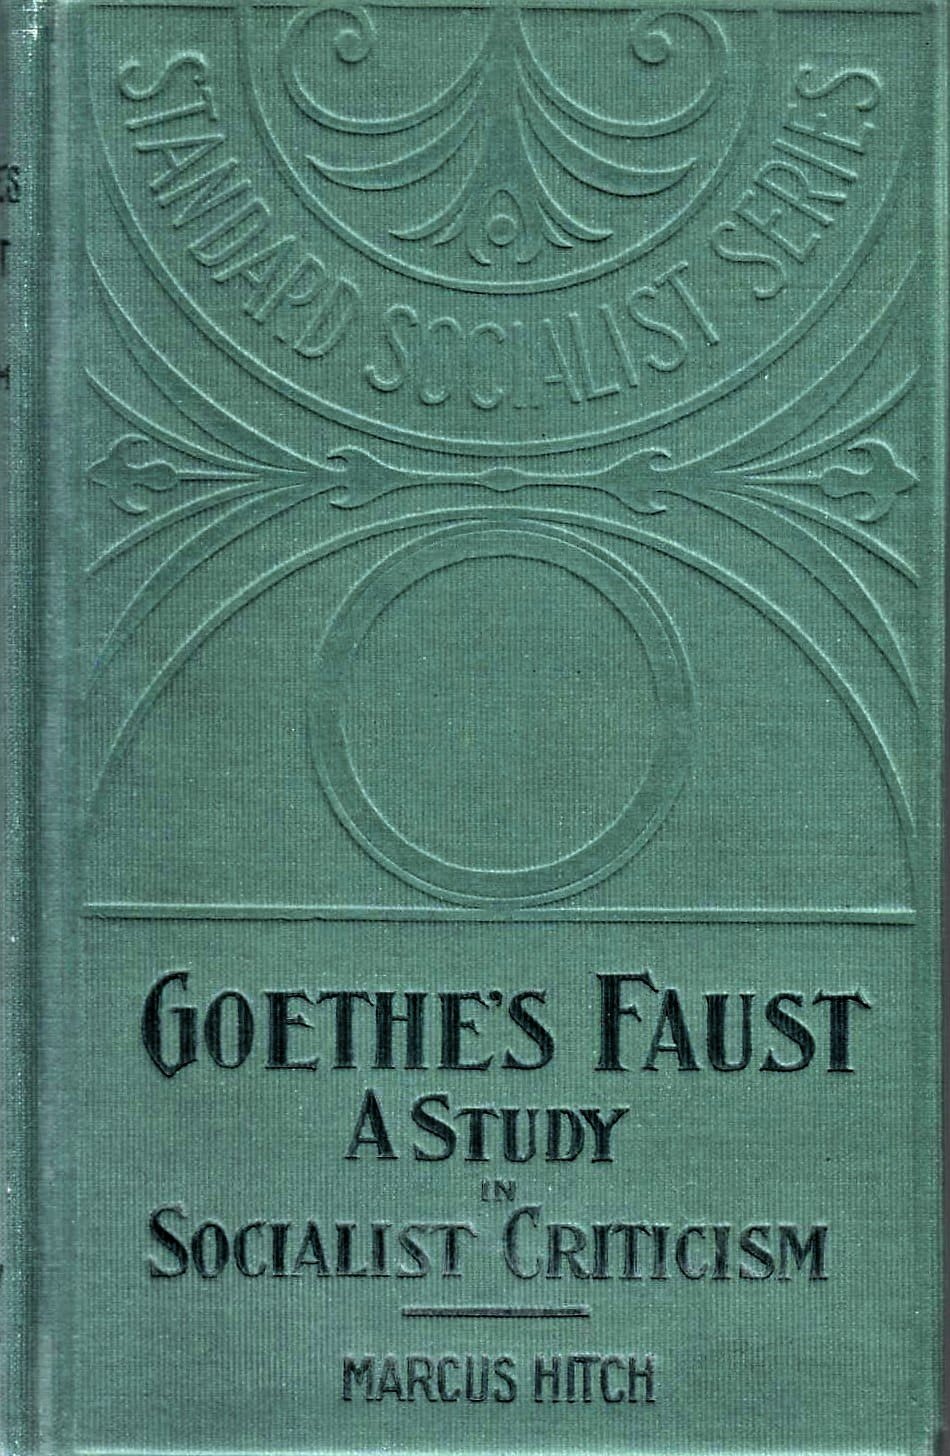 STANDARD SOCIALIST SERIES
GOETHE'S FAUST
A STUDY
IN
SOCIALIST CRITICISM
MARCUS HITCH